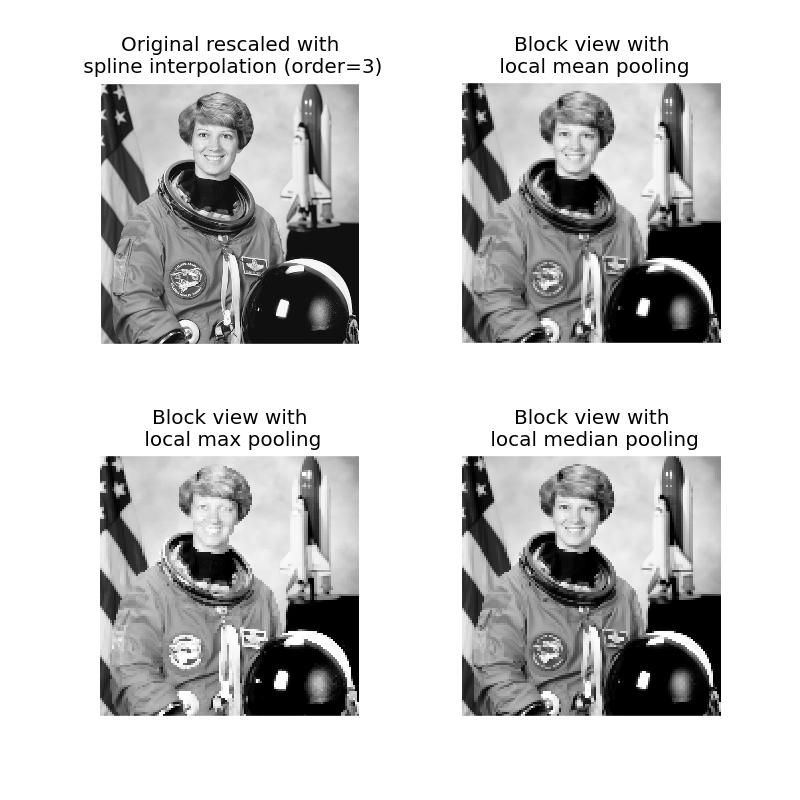 Original rescaled with
spline interpolation (order=3)
Block view with
local mean pooling
Block view with
local max pooling
Block view with
local median pooling